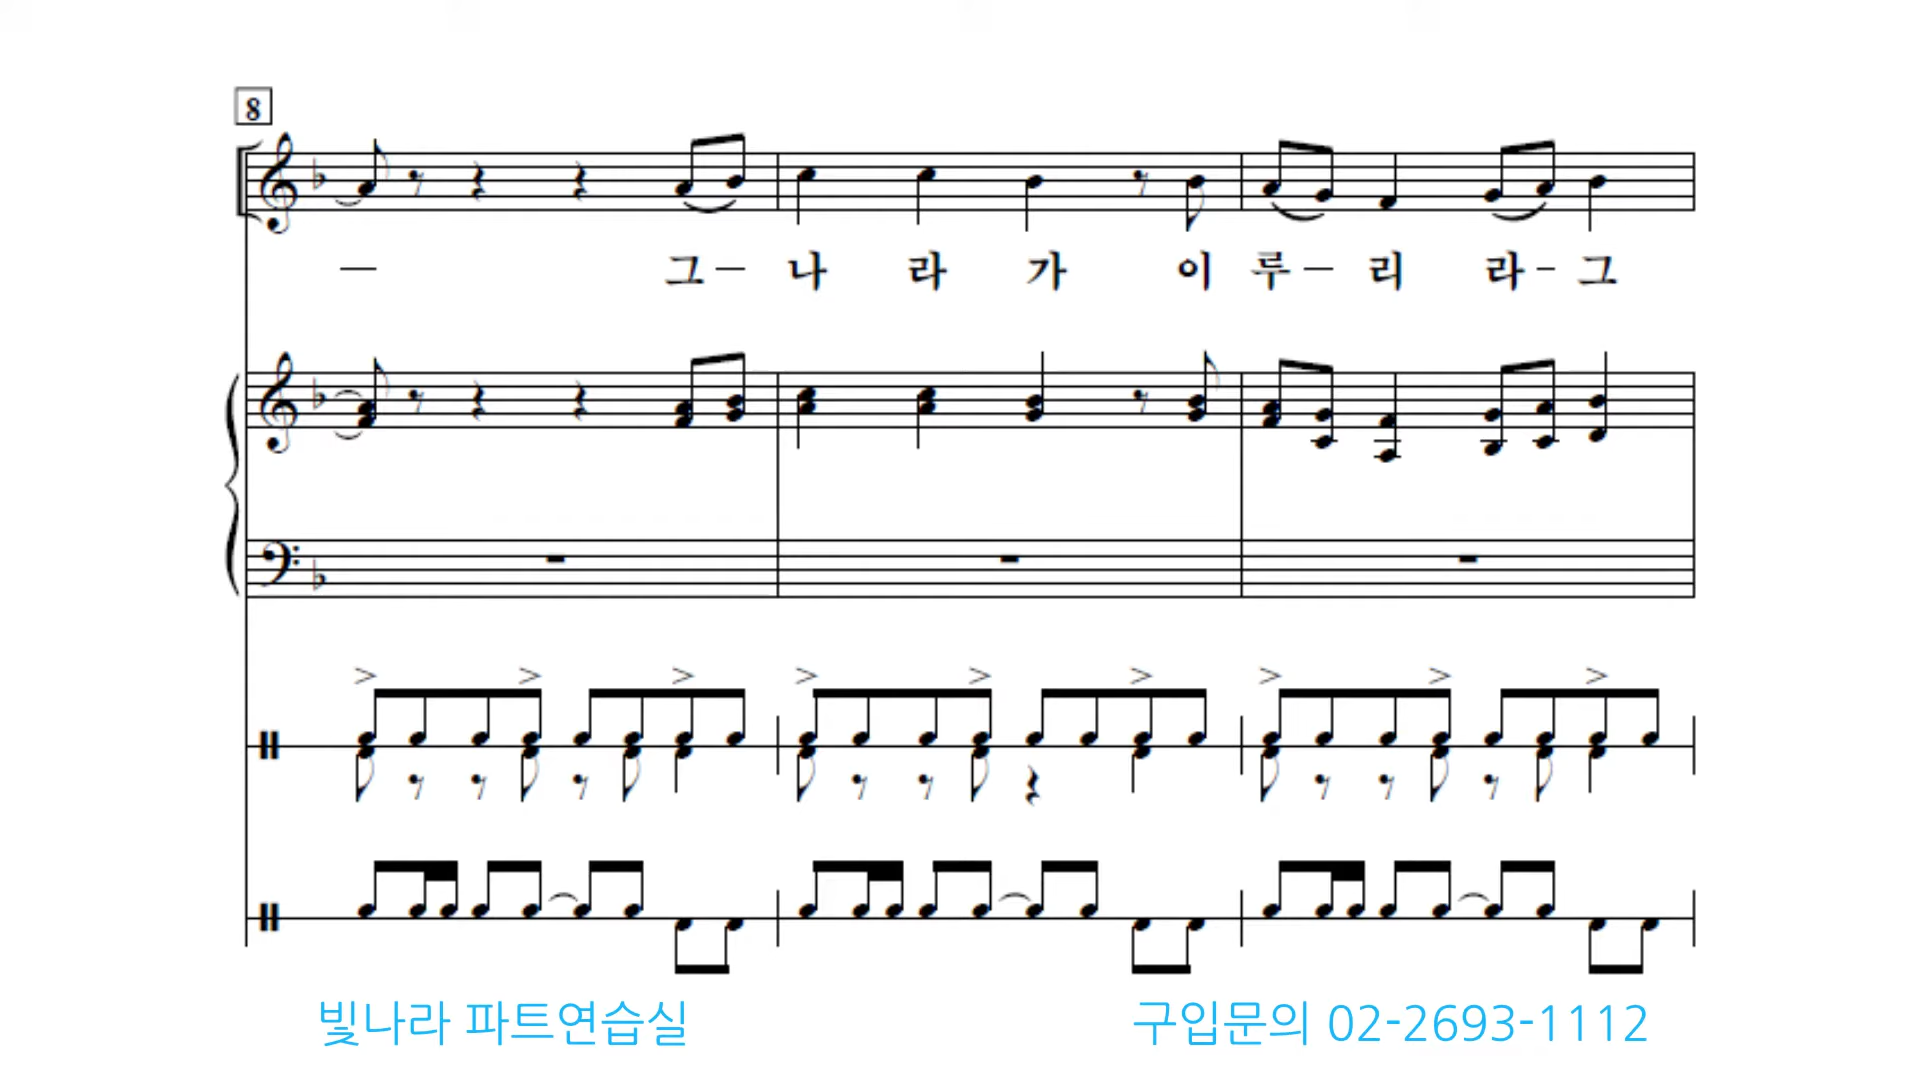 8
그 – 나 라 가 이 루 – 리 라 - 그
빛나라 파트연습실
구입문의 02-2693-1112